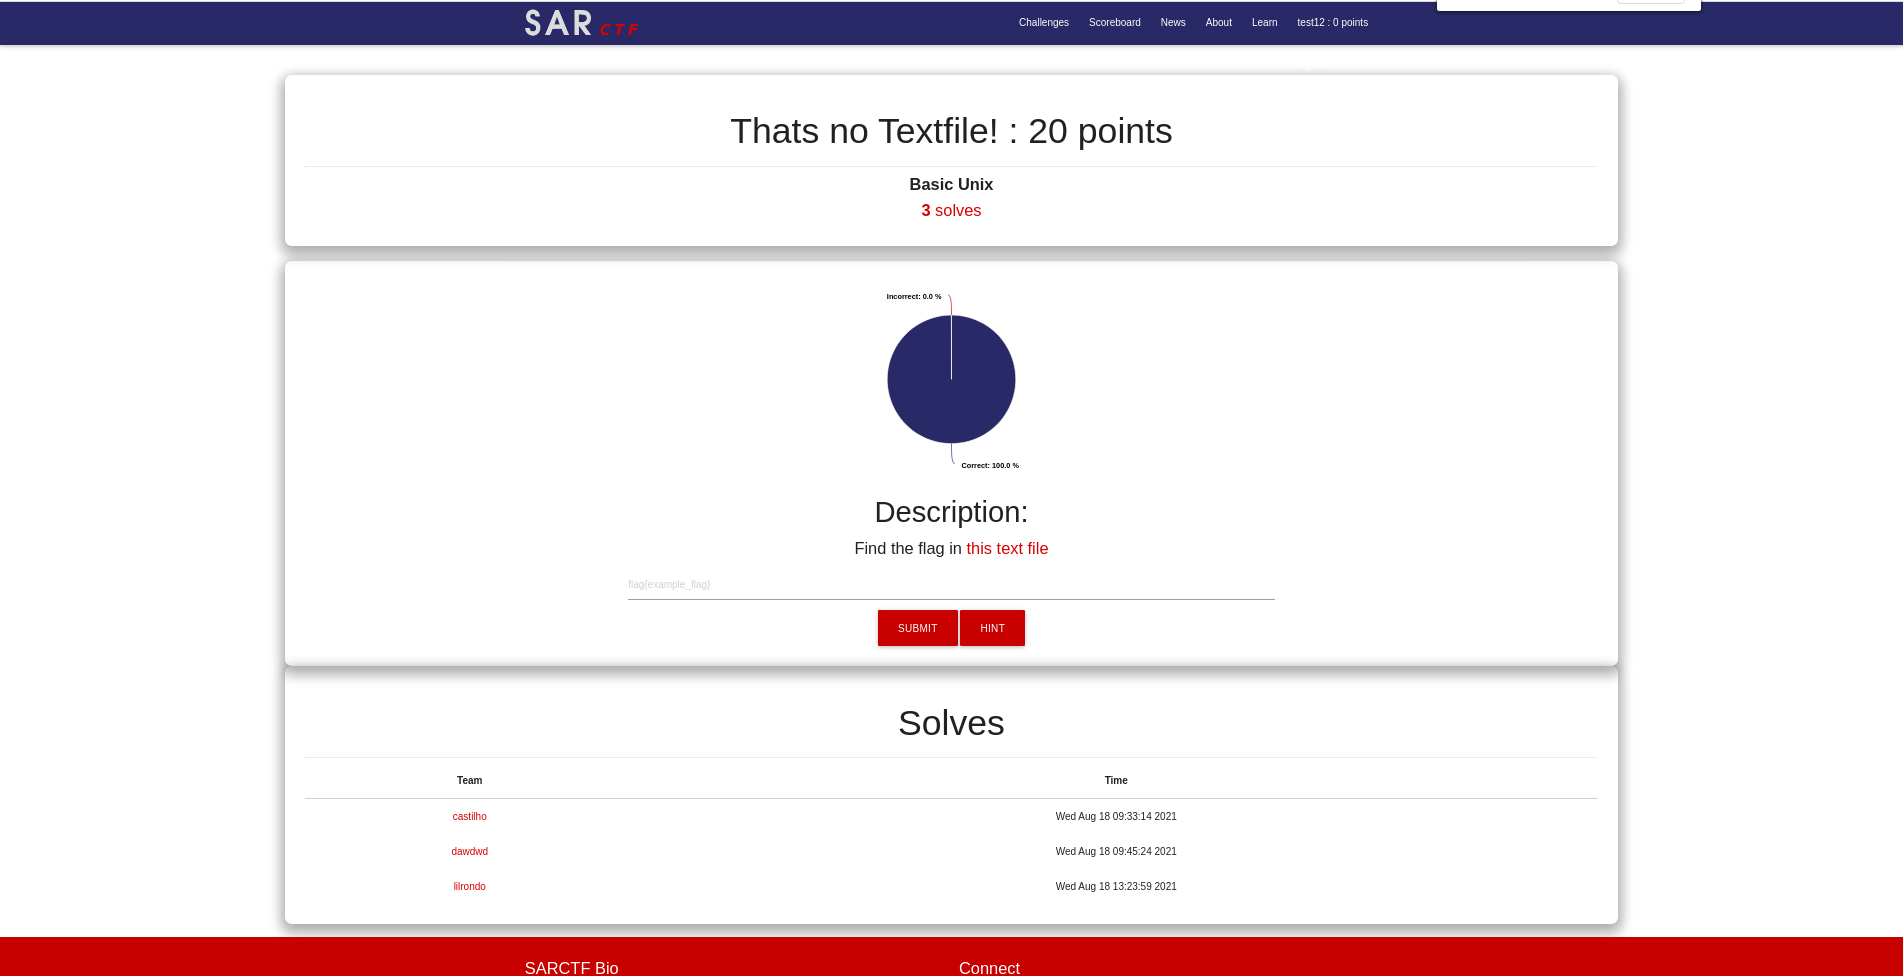 SAR CTF
Challenges Scoreboard News About Learn test12 : 0 points
Thats no Textfile! : 20 points
Basic Unix
3 solves
Incorrect: 0.0 %
Correct: 100.0 %
Description:
Find the flag in this text file
flag{example_flag}
SUBMIT HINT
Solves
Team Time
castilho Wed Aug 18 09:33:14 2021
dawdwd Wed Aug 18 09:45:24 2021
lilrondo Wed Aug 18 13:23:59 2021
SARCTF Bio Connect